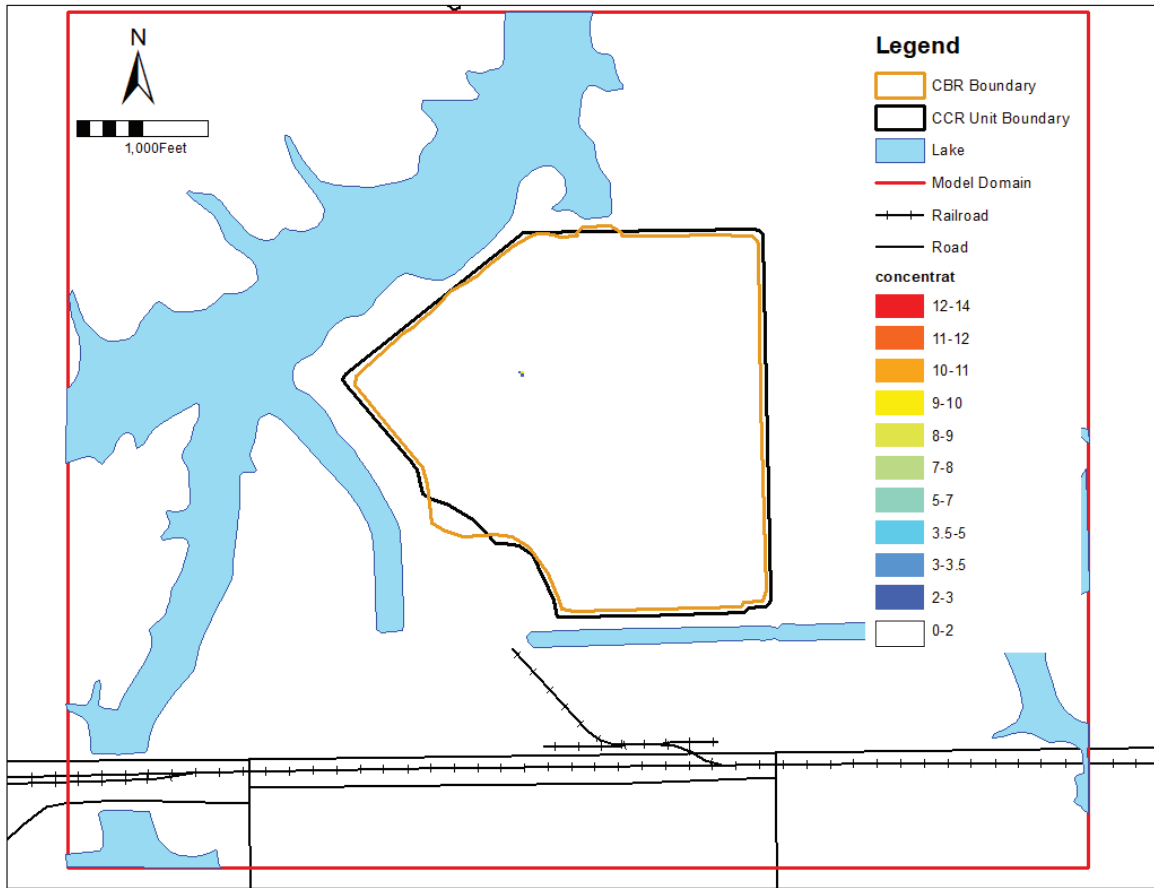 N
1,000Feet
Legend
CBR Boundary
CCR Unit Boundary
Lake
Model Domain
Railroad
Road
concentrat
12-14
11-12
10-11
9-10
8-9
7-8
5-7
3.5-5
3-3.5
2-3
0-2